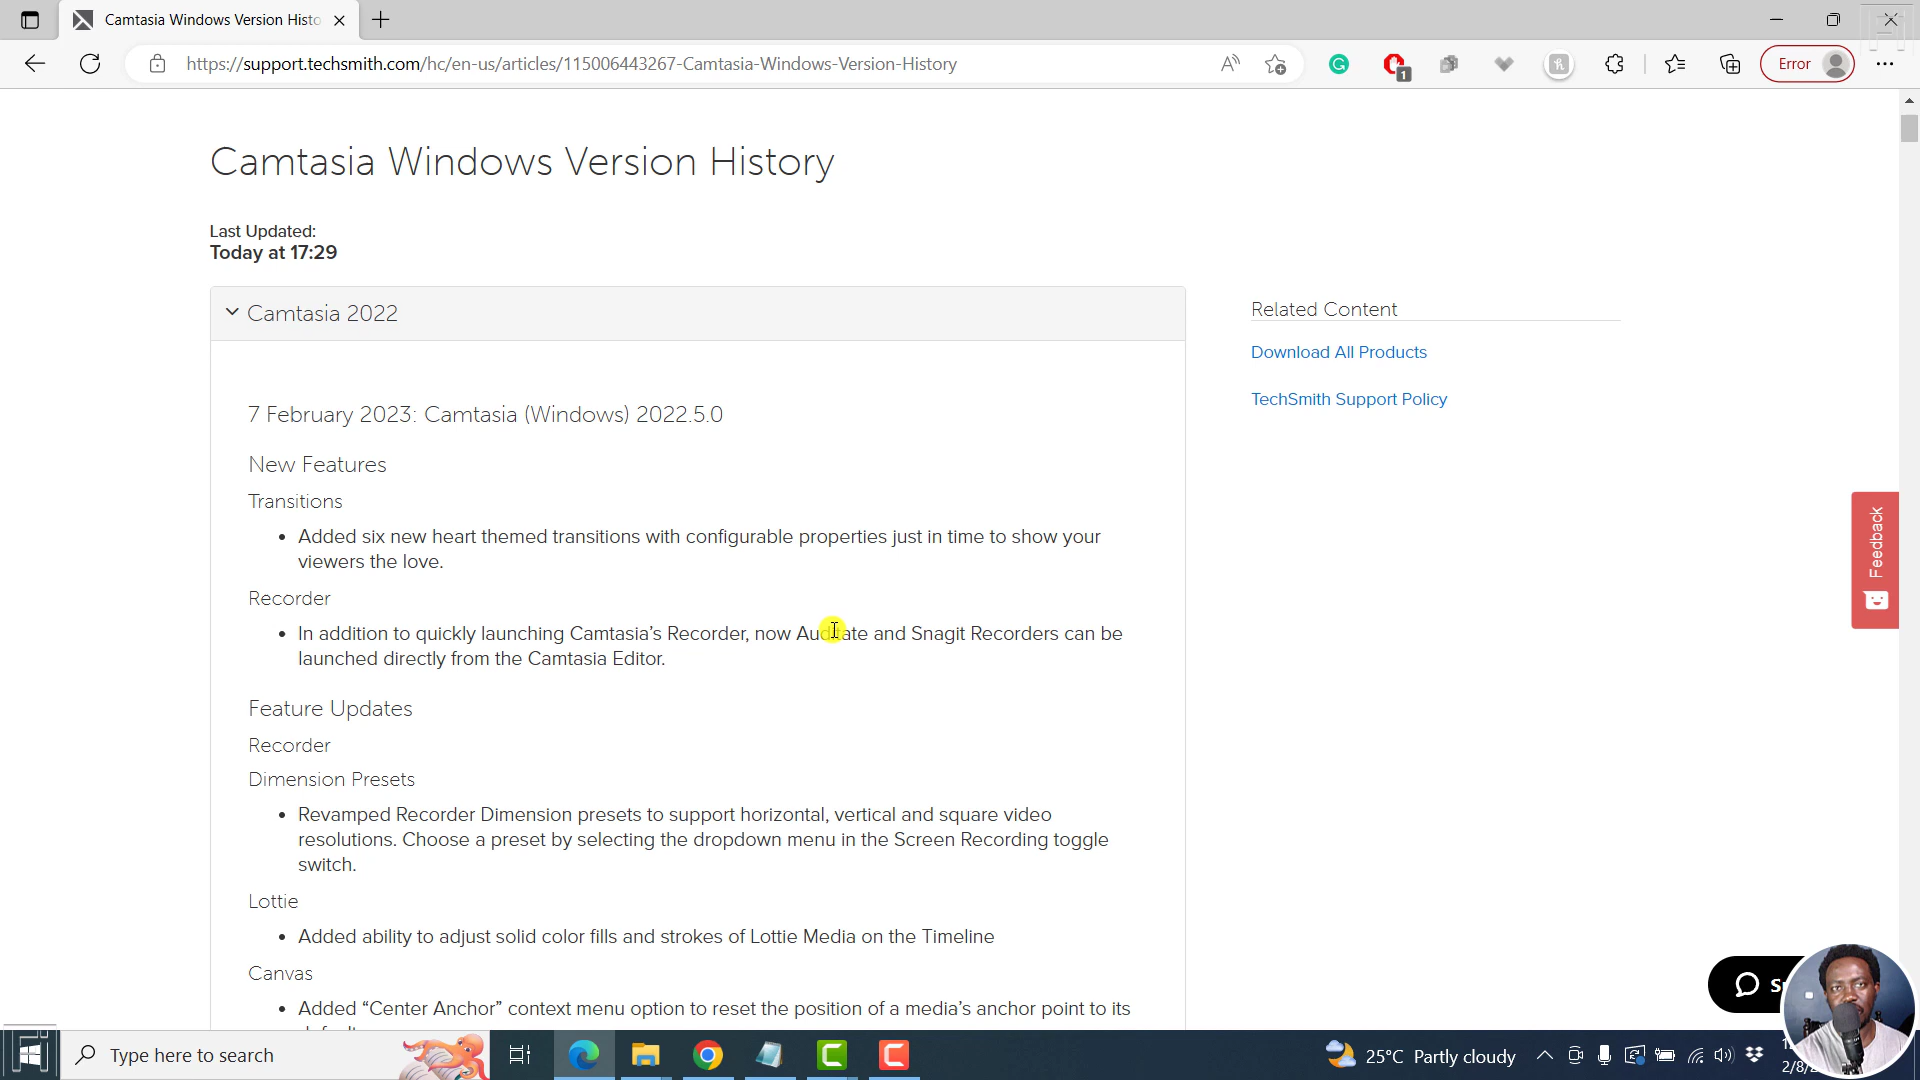 Camtasia Windows Version Histo
https://support.techsmith.com/hc/en-us/articles/115006443267-Camtasia-Windows-Version-History
1
Error
Camtasia Windows Version History
Last Updated:
Today at 17:29
Camtasia 2022
Related Content
Download All Products
TechSmith Support Policy
7 February 2023: Camtasia (Windows) 2022.5.0
New Features
Transitions
• Added six new heart themed transitions with configurable properties just in time to show your
viewers the love.
Recorder
• In addition to quickly launching Camtasia’s Recorder, now Audiate and Snagit Recorders can be
launched directly from the Camtasia Editor.
Feature Updates
Recorder
Dimension Presets
• Revamped Recorder Dimension presets to support horizontal, vertical and square video
resolutions. Choose a preset by selecting the dropdown menu in the Screen Recording toggle
switch.
Lottie
• Added ability to adjust solid color fills and strokes of Lottie Media on the Timeline
Canvas
• Added “Center Anchor” context menu option to reset the position of a media’s anchor point to its
Feedback
Type here to search
25°C Partly cloudy